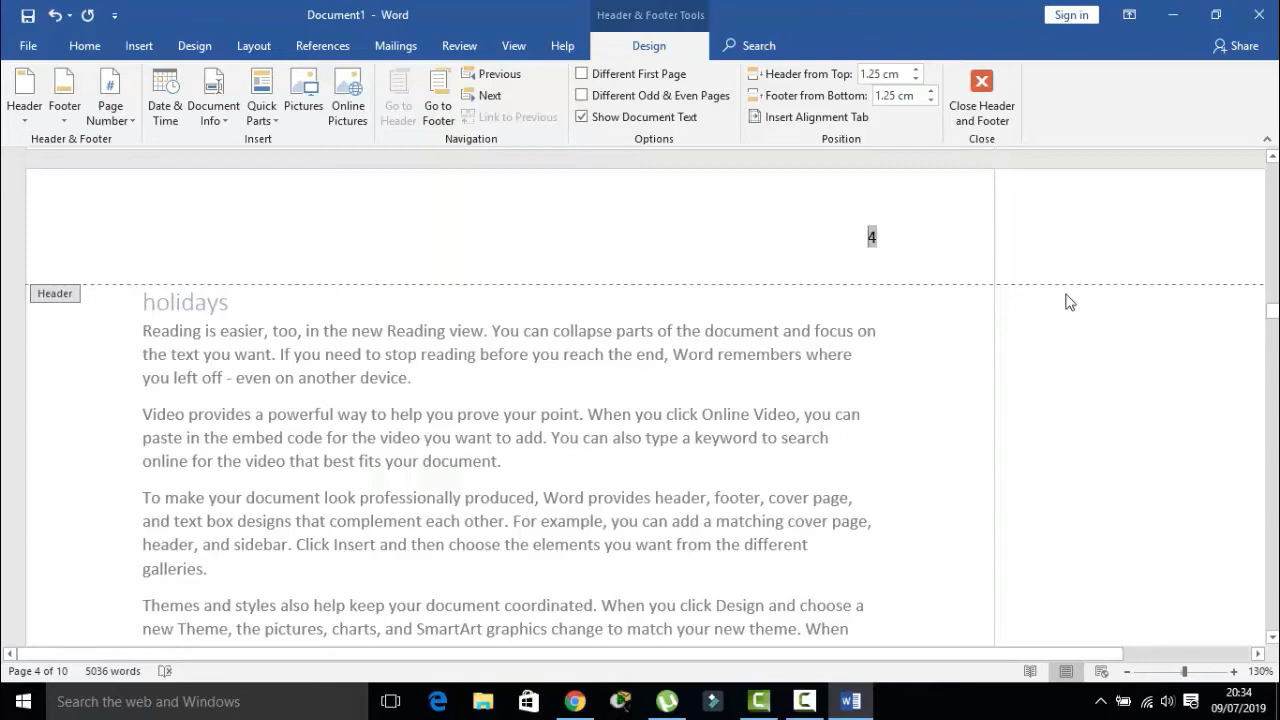 Document1 - Word
Header & Footer Tools
Sign in
File Home Insert Design Layout References Mailings Review View Help Design Search Share
Header
Footer
Page Number
Date & Time
Document Info
Quick Parts
Pictures
Online Pictures
Go to Header
Go to Footer
Previous
Next
Link to Previous
Different First Page
Different Odd & Even Pages
Show Document Text
Header from Top: 1.25 cm
Footer from Bottom: 1.25 cm
Insert Alignment Tab
Close Header and Footer
Header & Footer Insert Navigation Options Position Close
4
Header
holidays
Reading is easier, too, in the new Reading view. You can collapse parts of the document and focus on
the text you want. If you need to stop reading before you reach the end, Word remembers where
you left off - even on another device.
Video provides a powerful way to help you prove your point. When you click Online Video, you can
paste in the embed code for the video you want to add. You can also type a keyword to search
online for the video that best fits your document.
To make your document look professionally produced, Word provides header, footer, cover page,
and text box designs that complement each other. For example, you can add a matching cover page,
header, and sidebar. Click Insert and then choose the elements you want from the different
galleries.
Themes and styles also help keep your document coordinated. When you click Design and choose a
new Theme, the pictures, charts, and SmartArt graphics change to match your new theme. When
Page 4 of 10 5036 words 130%
Search the web and Windows
20:34
09/07/2019